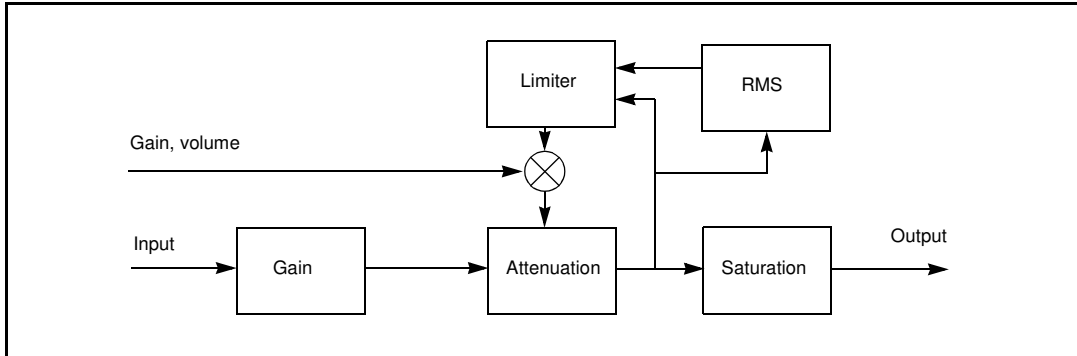 Limiter
RMS
Gain, volume
Input
Gain
Attenuation
Saturation
Output